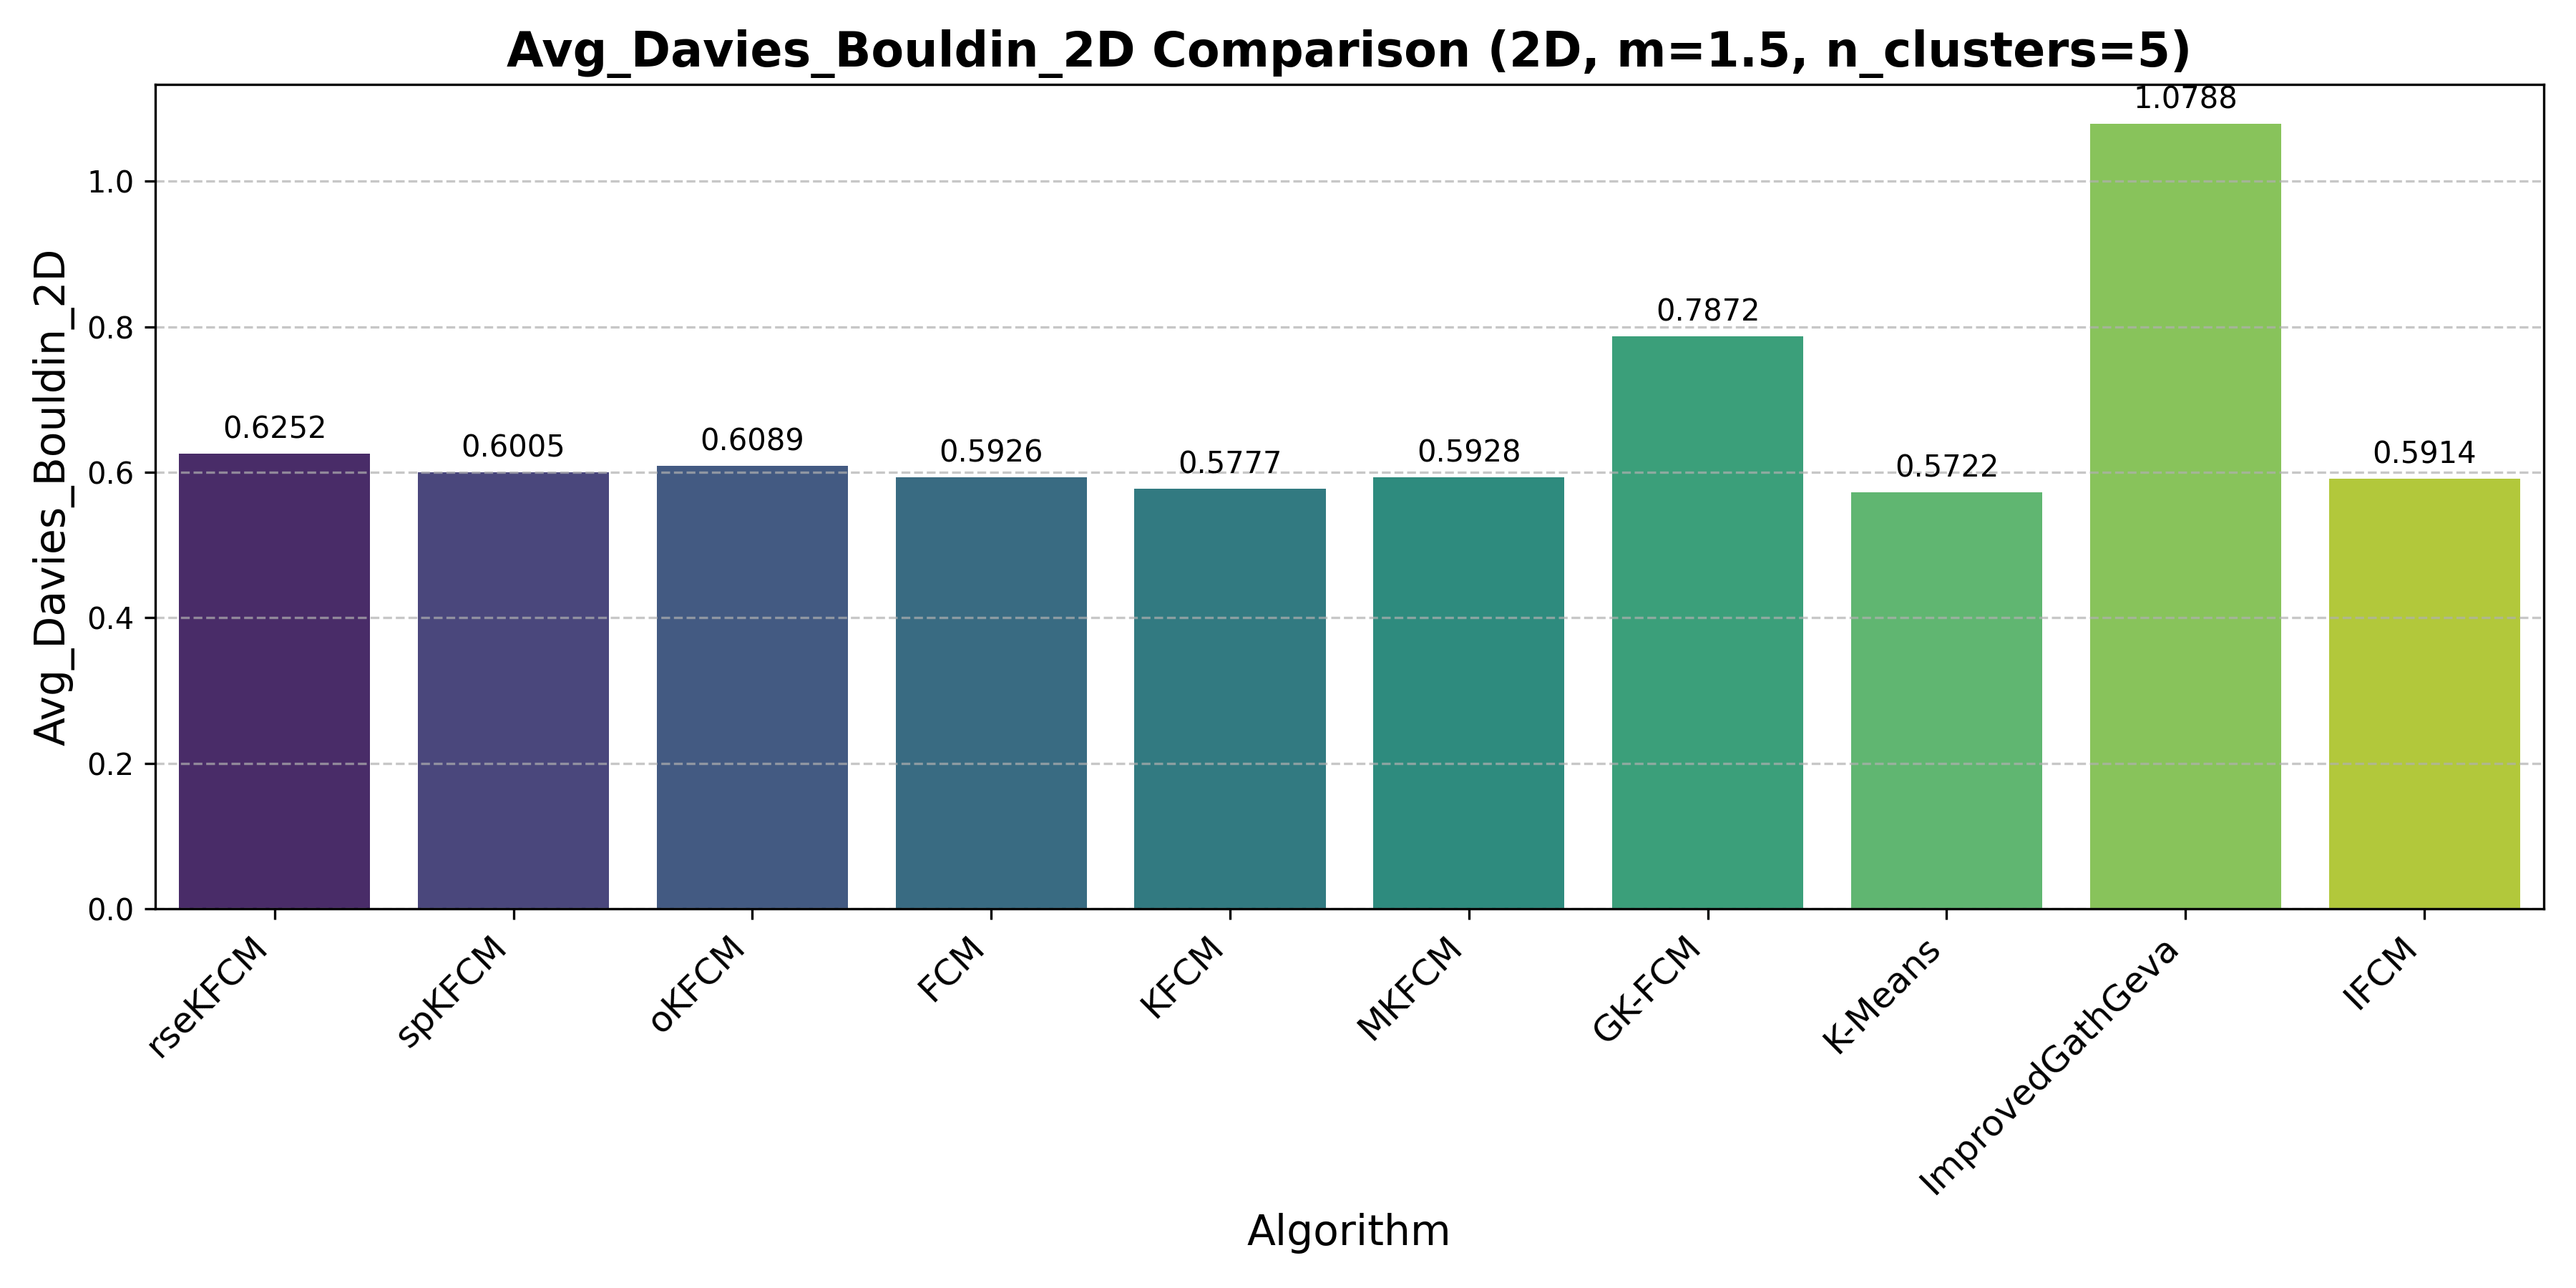 Avg_Davies_Bouldin_2D Comparison (2D, m=1.5, n_clusters=5)
Avg_Davies_Bouldin_2D
1.0
0.8
0.6
0.4
0.2
0.0
0.6252
0.6005
0.6089
0.5926
0.5777
0.5928
0.7872
0.5722
1.0788
0.5914
rseKFCM
spKFCM
oKFCM
FCM
KFCM
MKFCM
GK-FCM
K-Means
ImprovedGathGeva
IFCM
Algorithm